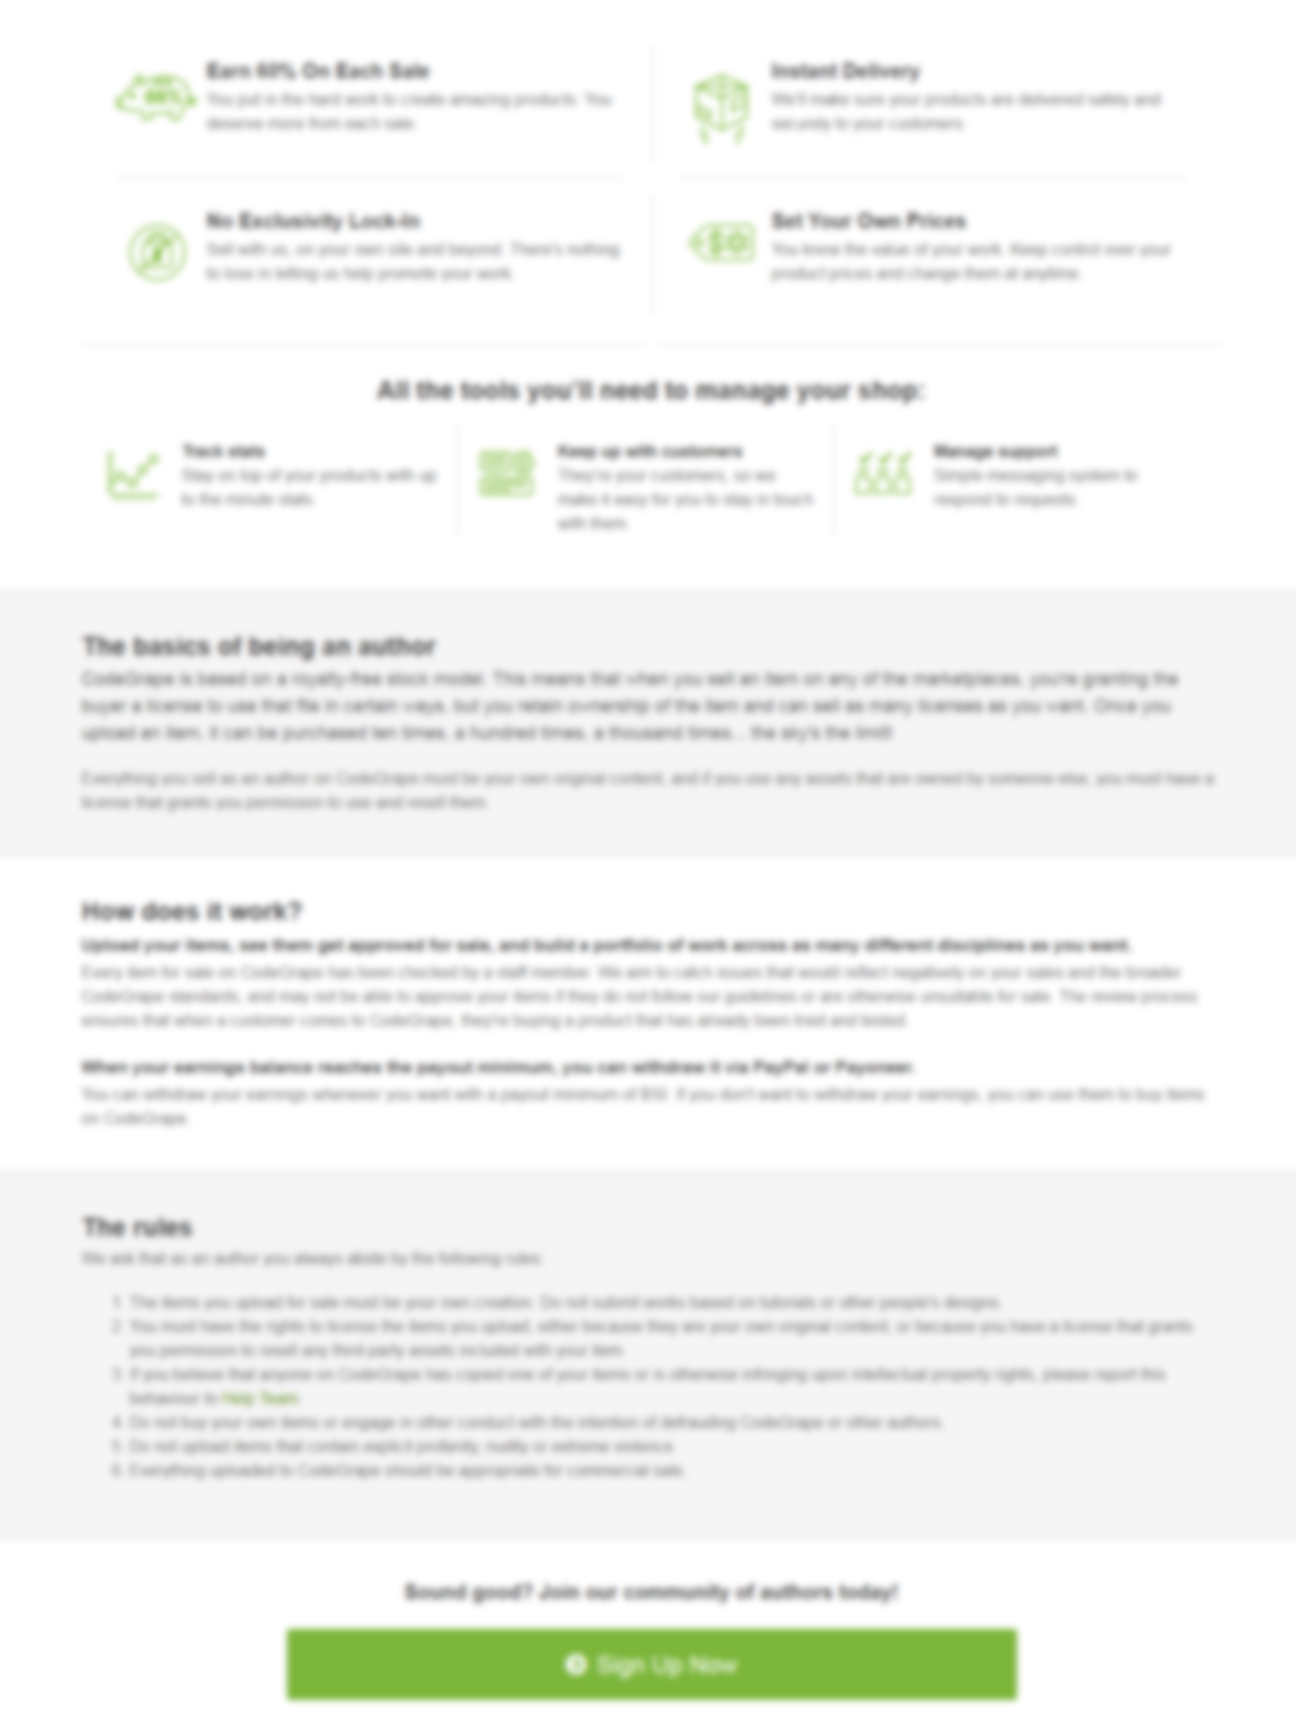 Earn 60% On Each Sale
You put in the hard work to create amazing products. You
deserve more from each sale.
Instant Delivery
We'll make sure your products are delivered safely and
securely to your customers.
No Exclusivity Lock-In
Sell with us, on your own site and beyond. There's nothing
to lose in letting us help promote your work.
Set Your Own Prices
You know the value of your work. Keep control over your
product prices and change them at anytime.
All the tools you'll need to manage your shop:
Track stats
Stay on top of your products with up
to the minute stats.
Keep up with customers
They're your customers, so we
make it easy for you to stay in touch
with them.
Manage support
Simple messaging system to
respond to requests.
The basics of being an author
CodeGrape is based on a royalty-free stock model. This means that when you sell an item on any of the marketplaces, you're granting the
buyer a license to use that file in certain ways, but you retain ownership of the item and can sell as many licenses as you want. Once you
upload an item, it can be purchased ten times, a hundred times, a thousand times... the sky's the limit!
Everything you sell as an author on CodeGrape must be your own original content, and if you use any assets that are owned by someone else, you must have a
license that grants you permission to use and resell them.
How does it work?
Upload your items, see them get approved for sale, and build a portfolio of work across as many different disciplines as you want.
Every item for sale on CodeGrape has been checked by a staff member. We aim to catch issues that would reflect negatively on your sales and the broader
CodeGrape standards, and may not be able to approve your items if they do not follow our guidelines or are otherwise unsuitable for sale. The review process
ensures that when a customer comes to CodeGrape, they're buying a product that has already been tried and tested.
When your earnings balance reaches the payout minimum, you can withdraw it via PayPal or Payoneer.
You can withdraw your earnings whenever you want with a payout minimum of $50. If you don't want to withdraw your earnings, you can use them to buy items
on CodeGrape.
The rules
We ask that as an author you always abide by the following rules:
1. The items you upload for sale must be your own creation. Do not submit works based on tutorials or other people's designs.
2. You must have the rights to license the items you upload, either because they are your own original content, or because you have a license that grants
you permission to resell any third-party assets included with your item.
3. If you believe that anyone on CodeGrape has copied one of your items or is otherwise infringing upon intellectual property rights, please report this
behaviour to Help Team.
4. Do not buy your own items or engage in other conduct with the intention of defrauding CodeGrape or other authors.
5. Do not upload items that contain explicit profanity, nudity or extreme violence.
6. Everything uploaded to CodeGrape should be appropriate for commercial sale.
Sound good? Join our community of authors today!
Sign Up Now